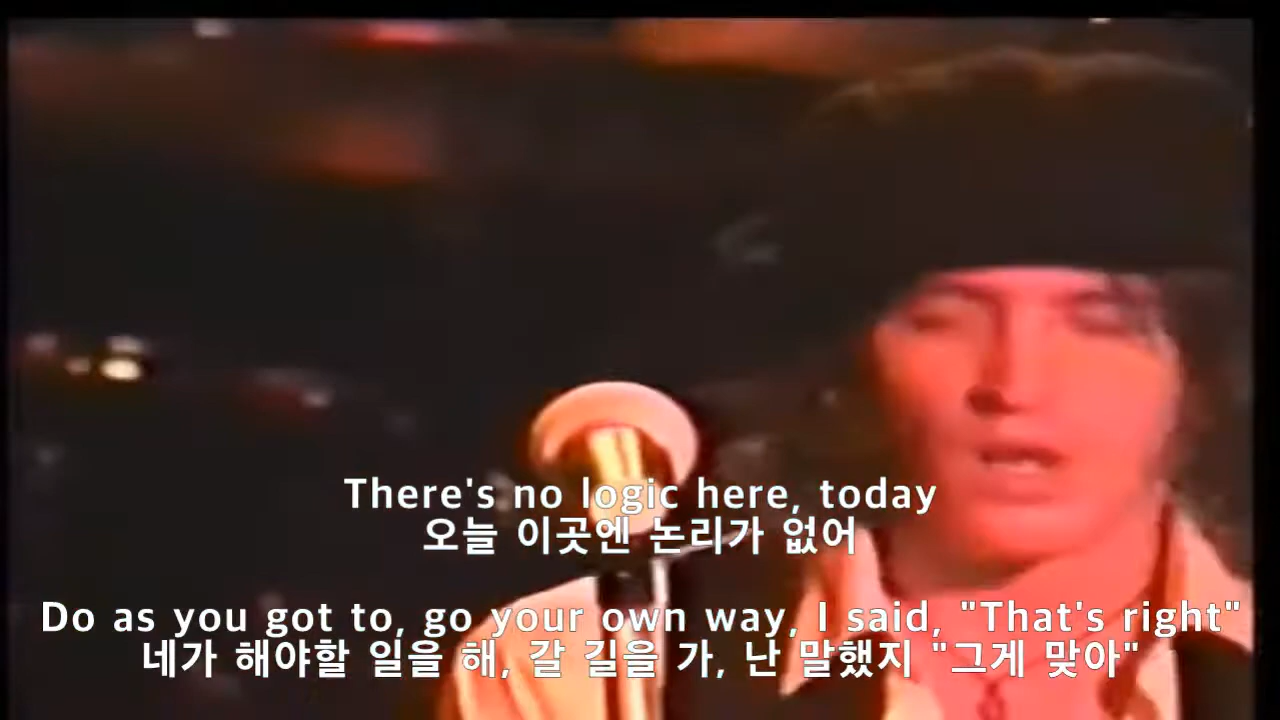 There's no logic here, today
오늘 이곳엔 논리가 없어
Do as you got to, go your own way, I said, "That's right"
네가 해야할 일을 해, 갈 길을 가, 난 말했지 "그게 맞아"